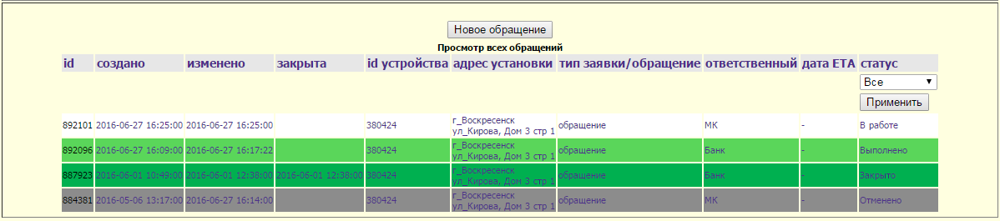 Новое обращение
Просмотр всех обращений
id создано изменено закрыта id устройства адрес установки тип заявки/обращение ответственный дата ETA статус
Все
Применить
892101 2016-06-27 16:25:00 2016-06-27 16:25:00 380424 г_Воскресенск ул_Кирова, Дом 3 стр 1 обращение МК - В работе
892096 2016-06-27 16:09:00 2016-06-27 16:17:22 380424 г_Воскресенск ул_Кирова, Дом 3 стр 1 обращение Банк - Выполнено
887923 2016-06-01 10:49:00 2016-06-01 12:38:00 2016-06-01 12:38:00 380424 г_Воскресенск ул_Кирова, Дом 3 стр 1 обращение Банк - Закрыто
884381 2016-05-06 13:17:00 2016-06-27 16:14:00 380424 г_Воскресенск ул_Кирова, Дом 3 стр 1 обращение МК - Отменено